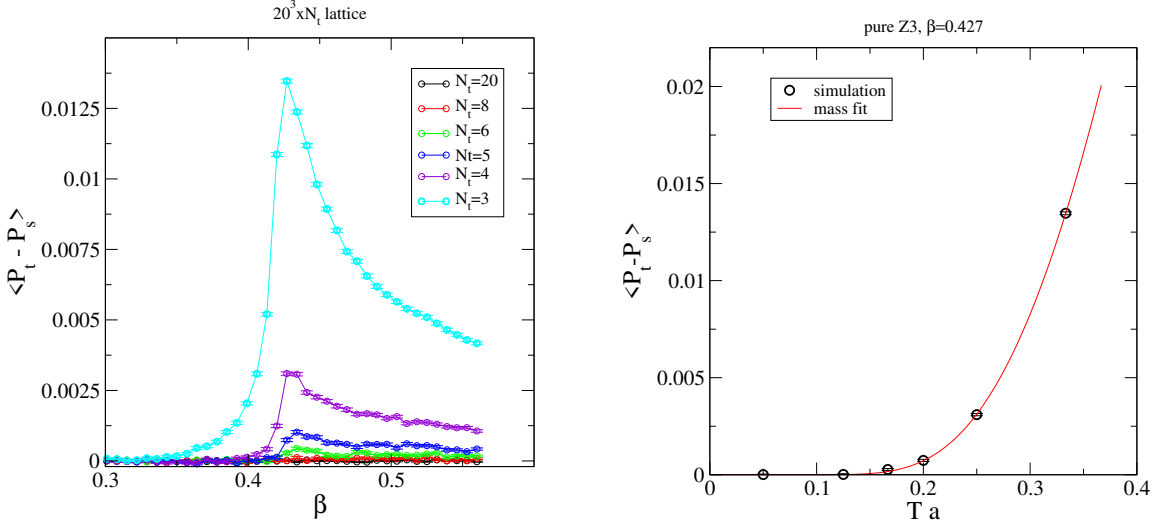 20³xN_t lattice
<P_t - P_s>
0.0125
0.01
0.0075
0.005
0.0025
0
0.3
0.4
0.5
β
N_t=20
N_t=8
N_t=6
Nt=5
N_t=4
N_t=3
pure Z3, β=0.427
<P_t-P_s>
0.02
0.015
0.01
0.005
0
0
0.1
0.2
0.3
0.4
T a
simulation
mass fit